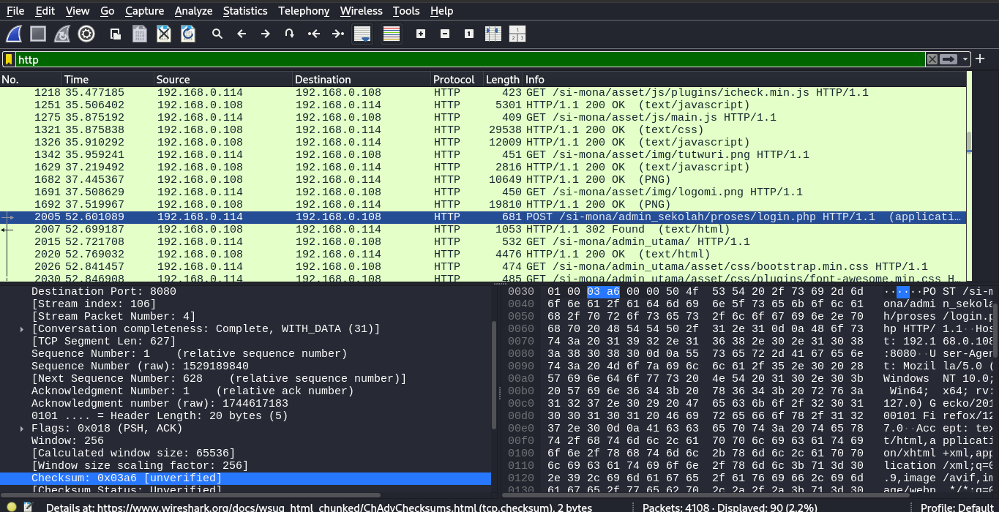 File Edit View Go Capture Analyze Statistics Telephony Wireless Tools Help
http
No. Time Source Destination Protocol Length Info
1218 35.477185 192.168.0.114 192.168.0.108 HTTP 423 GET /si-mona/asset/js/plugins/icheck.min.js HTTP/1.1
1251 35.506402 192.168.0.108 192.168.0.114 HTTP 5301 HTTP/1.1 200 OK (text/javascript)
1275 35.875192 192.168.0.114 192.168.0.108 HTTP 409 GET /si-mona/asset/js/main.js HTTP/1.1
1321 35.875838 192.168.0.108 192.168.0.114 HTTP 29538 HTTP/1.1 200 OK (text/css)
1326 35.910292 192.168.0.108 192.168.0.114 HTTP 12009 HTTP/1.1 200 OK (text/javascript)
1342 35.959241 192.168.0.114 192.168.0.108 HTTP 451 GET /si-mona/asset/img/tutwuri.png HTTP/1.1
1629 37.219492 192.168.0.108 192.168.0.114 HTTP 2816 HTTP/1.1 200 OK (text/javascript)
1682 37.445367 192.168.0.108 192.168.0.114 HTTP 10649 HTTP/1.1 200 OK (PNG)
1691 37.508629 192.168.0.114 192.168.0.108 HTTP 450 GET /si-mona/asset/img/logomi.png HTTP/1.1
1692 37.519967 192.168.0.108 192.168.0.114 HTTP 19810 HTTP/1.1 200 OK (PNG)
2005 52.601089 192.168.0.114 192.168.0.108 HTTP 681 POST /si-mona/admin_sekolah/proses/login.php HTTP/1.1 (applicati…
2007 52.699187 192.168.0.108 192.168.0.114 HTTP 1053 HTTP/1.1 302 Found (text/html)
2015 52.721708 192.168.0.114 192.168.0.108 HTTP 532 GET /si-mona/admin_utama/ HTTP/1.1
2020 52.769032 192.168.0.108 192.168.0.114 HTTP 4476 HTTP/1.1 200 OK (text/html)
2026 52.841457 192.168.0.114 192.168.0.108 HTTP 474 GET /si-mona/admin_utama/asset/css/bootstrap.min.css HTTP/1.1
2030 52.846908 192.168.0.114 192.168.0.108 HTTP 485 GET /si-mona/admin_utama/asset/css/plugins/font-awesome.min.css H…
Destination Port: 8080
[Stream index: 106]
[Stream Packet Number: 4]
[Conversation completeness: Complete, WITH_DATA (31)]
[TCP Segment Len: 627]
Sequence Number: 1 (relative sequence number)
Sequence Number (raw): 1529189840
[Next Sequence Number: 628 (relative sequence number)]
Acknowledgment Number: 1 (relative ack number)
Acknowledgment number (raw): 1744617183
0101 .... = Header Length: 20 bytes (5)
Flags: 0x018 (PSH, ACK)
Window: 256
[Calculated window size: 65536]
[Window size scaling factor: 256]
Checksum: 0x03a6 [unverified]
[Checksum Status: Unverified]
0030 01 00 03 a6 00 00 50 4f 53 54 20 2f 73 69 2d 6d ······PO ST /si-m
0040 6f 6e 61 2f 61 64 6d 69 6e 5f 73 65 6b 6f 6c 61 ona/admi n_sekola
0050 68 2f 70 72 6f 73 65 73 2f 6c 6f 67 69 6e 2e 70 h/proses /login.p
0060 68 70 20 48 54 54 50 2f 31 2e 31 0d 0a 48 6f 73 hp HTTP/ 1.1··Hos
0070 74 3a 20 31 39 32 2e 31 36 38 2e 30 2e 31 30 38 t: 192.1 68.0.108
0080 3a 38 30 38 30 0d 0a 55 73 65 72 2d 41 67 65 6e :8080··U ser-Agen
0090 74 3a 20 4d 6f 7a 69 6c 6c 61 2f 35 2e 30 20 28 t: Mozil la/5.0 (
00a0 57 69 6e 64 6f 77 73 20 4e 54 20 31 30 2e 30 3b Windows NT 10.0;
00b0 20 57 69 6e 36 34 3b 20 78 36 34 3b 20 72 76 3a Win64; x64; rv:
00c0 31 32 37 2e 30 29 20 47 65 63 6b 6f 2f 32 30 31 127.0) G ecko/201
00d0 30 30 31 30 31 20 46 69 72 65 66 6f 78 2f 31 32 00101 Fi refox/12
00e0 37 2e 30 0d 0a 41 63 63 65 70 74 3a 20 74 65 78 7.0··Acc ept: tex
00f0 74 2f 68 74 6d 6c 2c 61 70 70 6c 69 63 61 74 69 t/html,a pplicati
0100 6f 6e 2f 78 68 74 6d 6c 2b 78 6d 6c 2c 61 70 70 on/xhtml +xml,app
0110 6c 69 63 61 74 69 6f 6e 2f 78 6d 6c 3b 71 3d 30 lication /xml;q=0
0120 2e 39 2c 69 6d 61 67 65 2f 61 76 69 66 2c 69 6d .9,image /avif,im
0130 61 67 65 2f 77 65 62 70 2c 2a 2f 2a 3b 71 3d 30 age/webp ,*/*;q=0
Details at: https://www.wireshark.org/docs/wsug_html_chunked/ChAdvChecksums.html (tcp.checksum), 2 bytes Packets: 4108 · Displayed: 90 (2.2%) Profile: Default